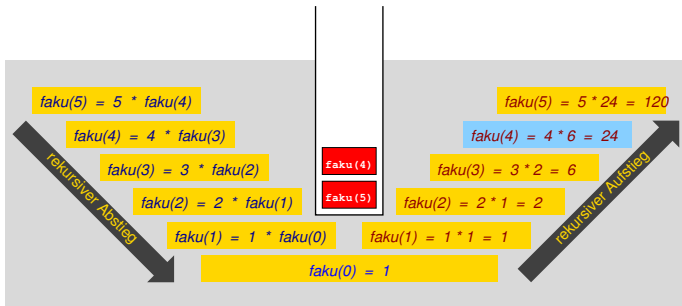 faku(5) = 5 * faku(4)
faku(4) = 4 * faku(3)
faku(3) = 3 * faku(2)
faku(2) = 2 * faku(1)
faku(1) = 1 * faku(0)
faku(0) = 1
rekursiver Abstieg
faku(4)
faku(5)
faku(5) = 5 * 24 = 120
faku(4) = 4 * 6 = 24
faku(3) = 3 * 2 = 6
faku(2) = 2 * 1 = 2
faku(1) = 1 * 1 = 1
rekursiver Aufstieg